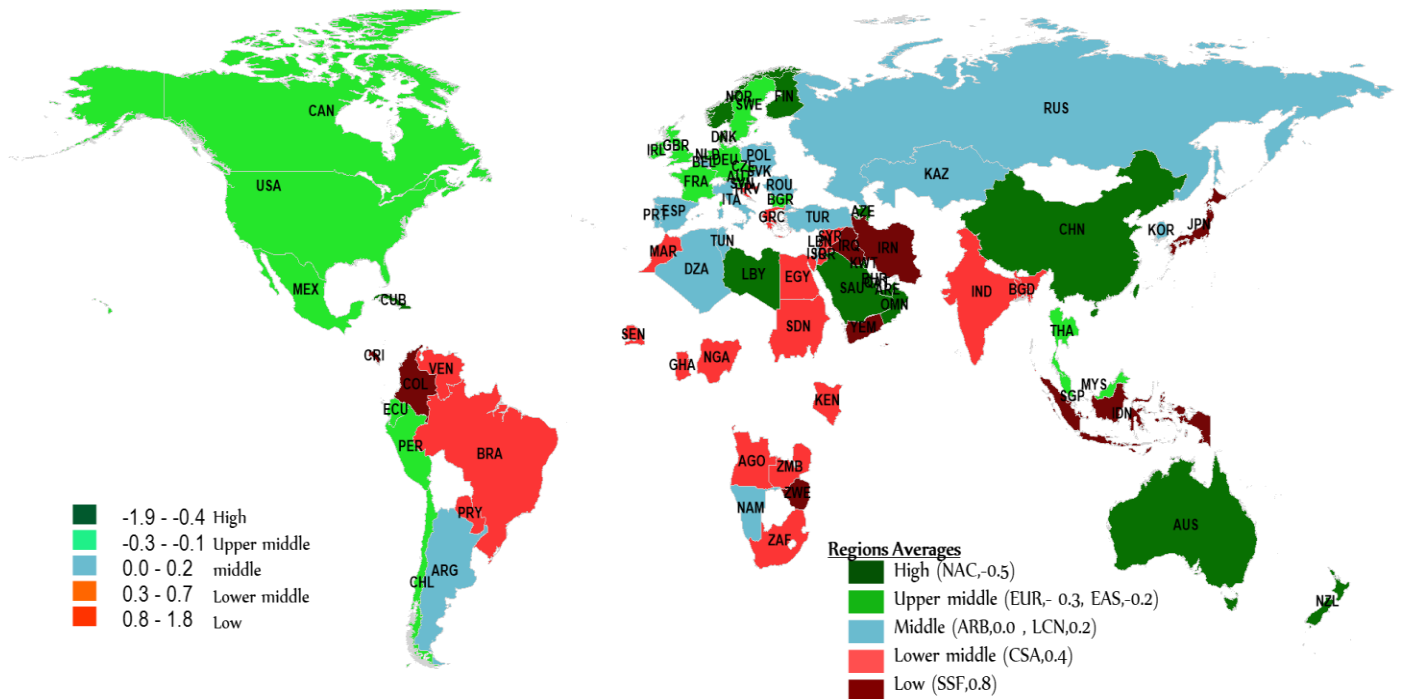 CAN
USA
MEX
CUB
CRI
VEN
COL
ECU
PER
BRA
PRY
ARG
CHL
NOR
FIN
SWE
DNK
IRL
GBR
NLD
DEU
BEL
POL
CZE
SVK
FRA
HRV
ROU
ITA
BGR
PRT
ESP
GRC
TUR
AZE
RUS
KAZ
CHN
KOR
JPN
MAR
TUN
DZA
LBY
EGY
LBN
SYR
IRQ
IRN
KWT
SAU
ARE
OMN
YEM
SDN
SEN
GHA
NGA
KEN
AGO
ZMB
ZWE
NAM
ZAF
IND
BGD
THA
MYS
SGP
IDN
AUS
NZL
-1.9 - -0.4 High
-0.3 - -0.1 Upper middle
0.0 - 0.2 middle
0.3 - 0.7 Lower middle
0.8 - 1.8 Low
Regions Averages
High (NAC,-0.5)
Upper middle (EUR,- 0.3, EAS,-0.2)
Middle (ARB,0.0 , LCN,0.2)
Lower middle (CSA,0.4)
Low (SSF,0.8)